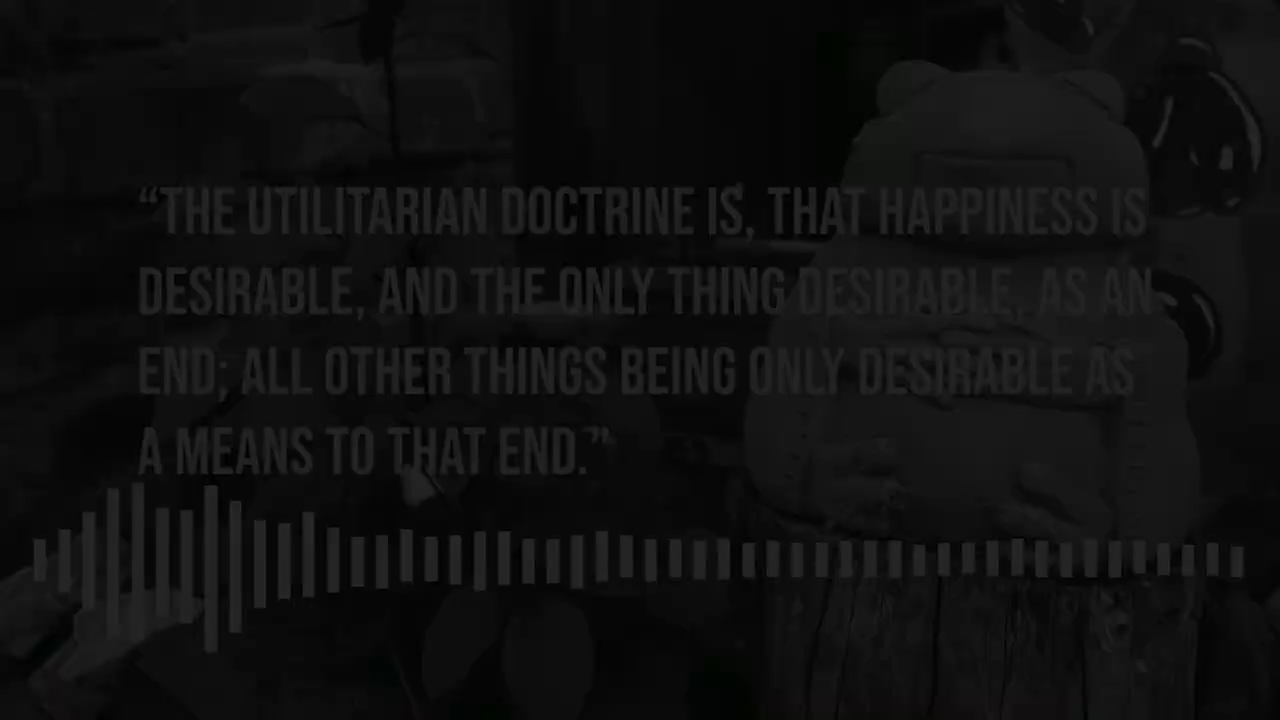 “THE UTILITARIAN DOCTRINE IS, THAT HAPPINESS IS
DESIRABLE, AND THE ONLY THING DESIRABLE, AS AN
END; ALL OTHER THINGS BEING ONLY DESIRABLE AS
A MEANS TO THAT END.”